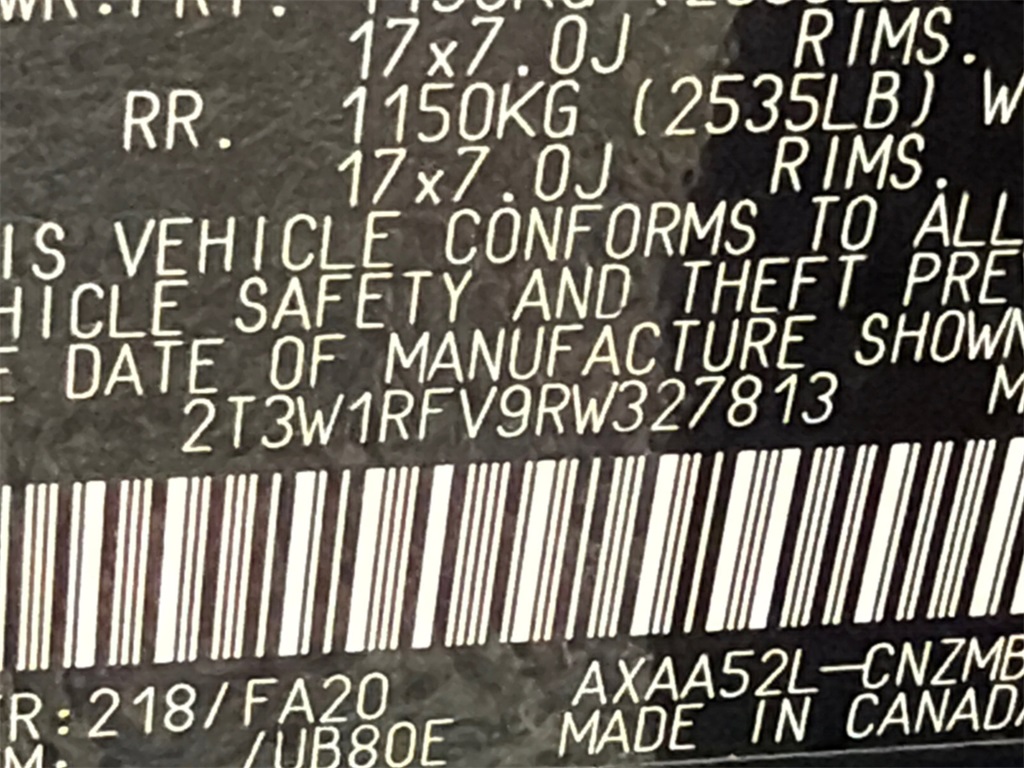 17x7.0J RIMS.
RR. 1150KG (2535LB) W
17x7.0J RIMS.
IS VEHICLE CONFORMS TO ALL
HICLE SAFETY AND THEFT PRE
E DATE OF MANUFACTURE SHOWN
2T3W1RFV9RW327813 M
R:218/FA20 AXAA52L-CNZMB
M: /UB80E MADE IN CANADA